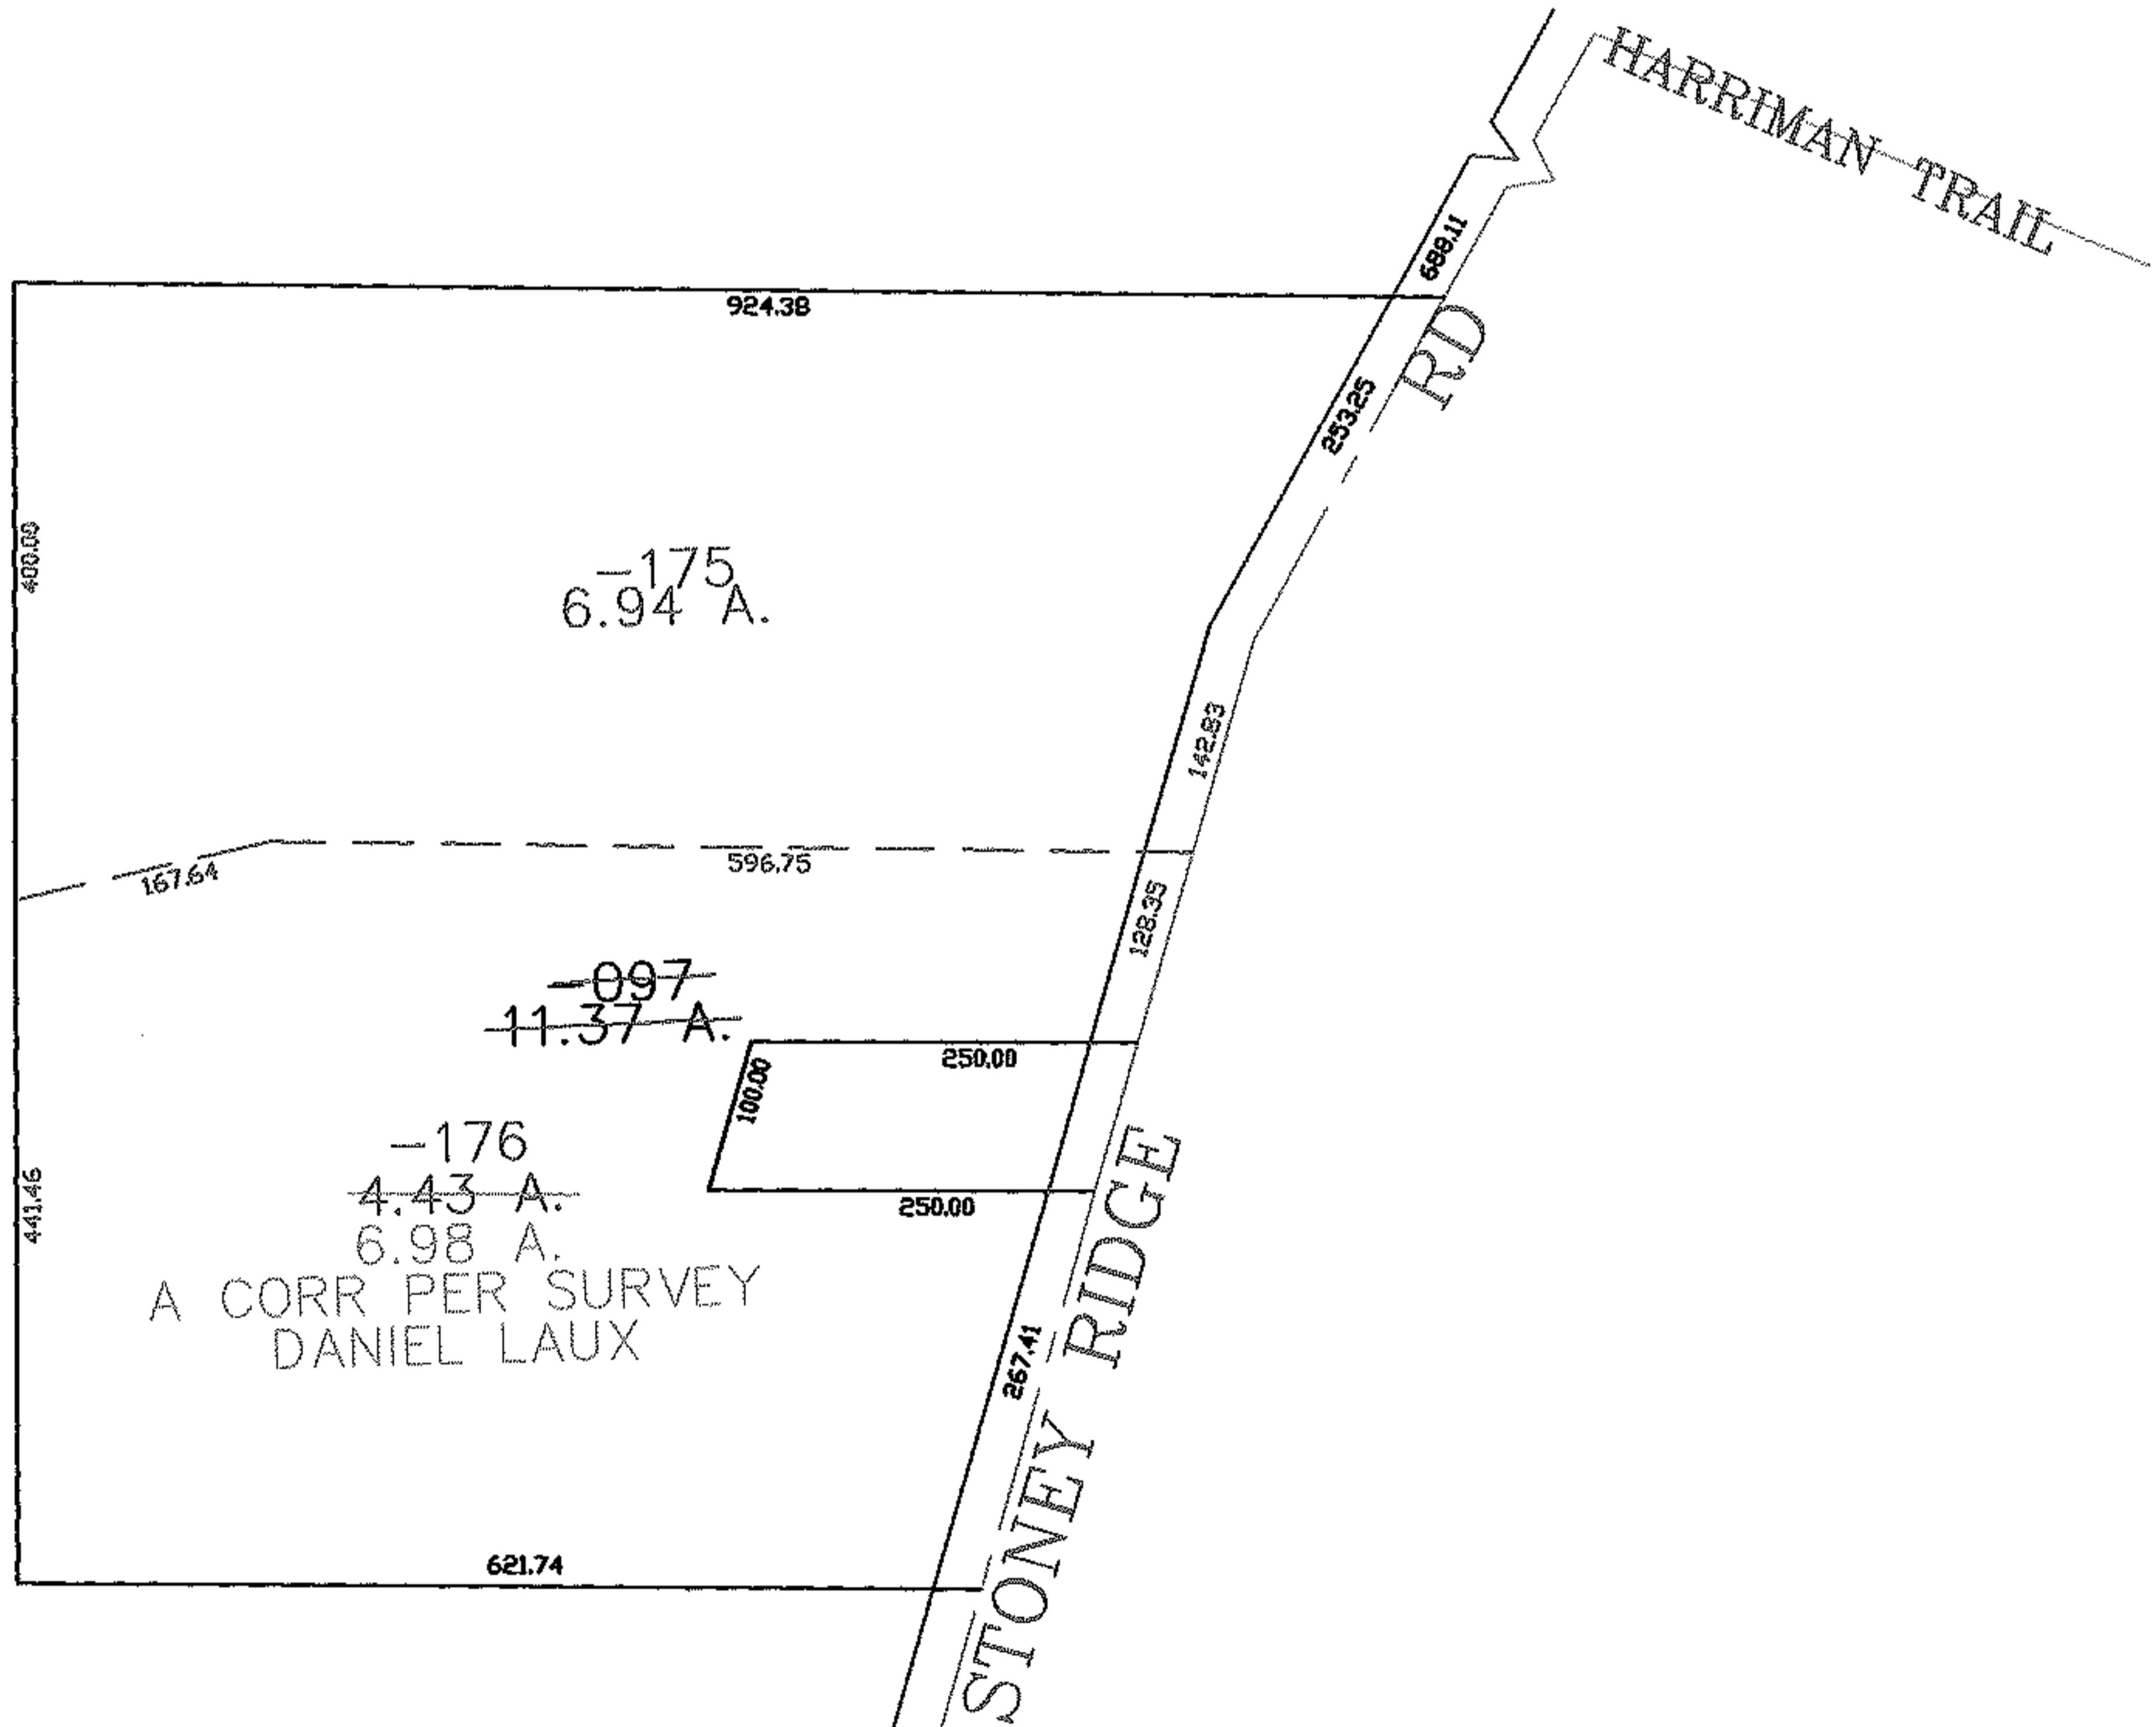 HARRIMAN TRAIL
689.11
924.38
RD
253.25
400.00
-175
6.94 A.
142.83
596.75
167.64
128.35
-097
11.37 A.
250.00
100.00
-176
4.43 A.
441.46
250.00
6.98 A.
A CORR PER SURVEY
DANIEL LAUX
267.41
STONEY RIDGE
621.74